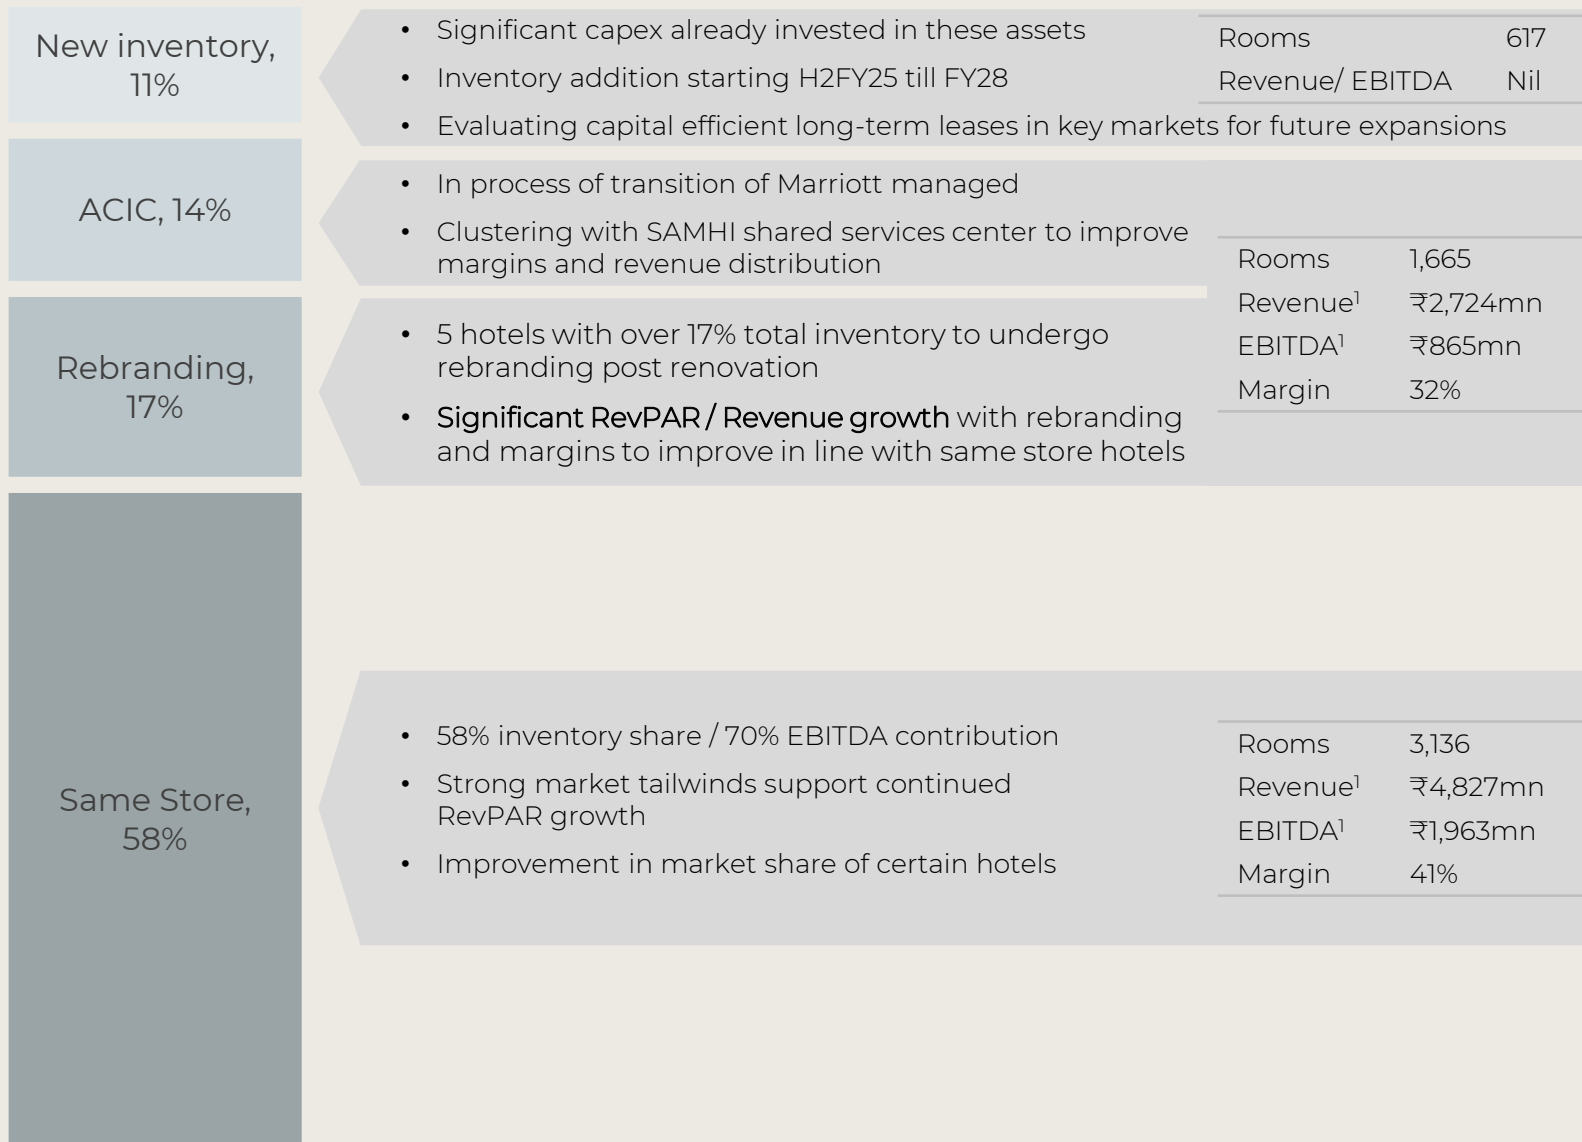 New inventory,
11%
• Significant capex already invested in these assets
• Inventory addition starting H2FY25 till FY28
• Evaluating capital efficient long-term leases in key markets for future expansions
Rooms 617
Revenue/ EBITDA Nil
ACIC, 14%
• In process of transition of Marriott managed
• Clustering with SAMHI shared services center to improve
margins and revenue distribution
Rebranding,
17%
• 5 hotels with over 17% total inventory to undergo
rebranding post renovation
• Significant RevPAR / Revenue growth with rebranding
and margins to improve in line with same store hotels
Rooms 1,665
Revenue¹ ₹2,724mn
EBITDA¹ ₹865mn
Margin 32%
Same Store,
58%
• 58% inventory share / 70% EBITDA contribution
• Strong market tailwinds support continued
RevPAR growth
• Improvement in market share of certain hotels
Rooms 3,136
Revenue¹ ₹4,827mn
EBITDA¹ ₹1,963mn
Margin 41%